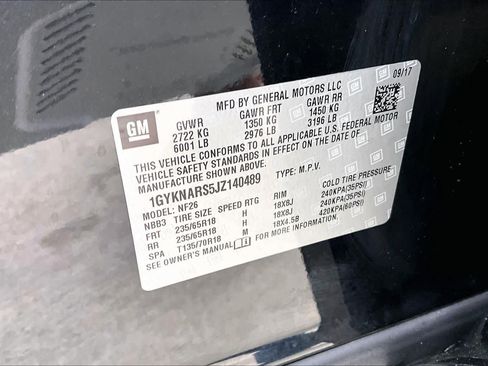 GM
MFD BY GENERAL MOTORS LLC
09/17
GVWR GAWR FRT GAWR RR
2722 KG 1350 KG 1450 KG
6001 LB 2976 LB 3196 LB
THIS VEHICLE CONFORMS TO ALL APPLICABLE U.S. FEDERAL MOTOR
VEHICLE SAFETY STANDARDS IN EFFECT ON THE DATE OF
MANUFACTURE SHOWN ABOVE.
1GYKNARS5JZ140489 TYPE: M.P.V.
MODEL: NF26
NBB3 TIRE SIZE SPEED RTG RIM COLD TIRE PRESSURE
FRT 235/65R18 H 18X8J 240KPA(35PSI)
RR 235/65R18 H 18X8J 240KPA(35PSI)
SPA T135/70R18 M 18X4.5B 420KPA(60PSI)
SEE OWNER'S MANUAL FOR MORE INFORMATION.